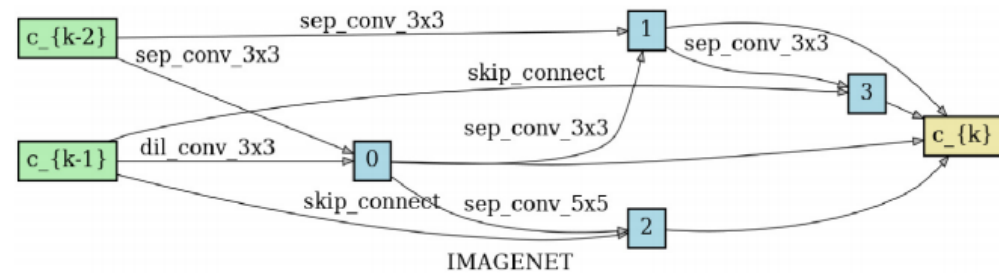 c_{k-2}
sep_conv_3x3
1
sep_conv_3x3
sep_conv_3x3
skip_connect
3
sep_conv_3x3
c_{k}
c_{k-1}
dil_conv_3x3
0
skip_connect
sep_conv_5x5
2
IMAGENET